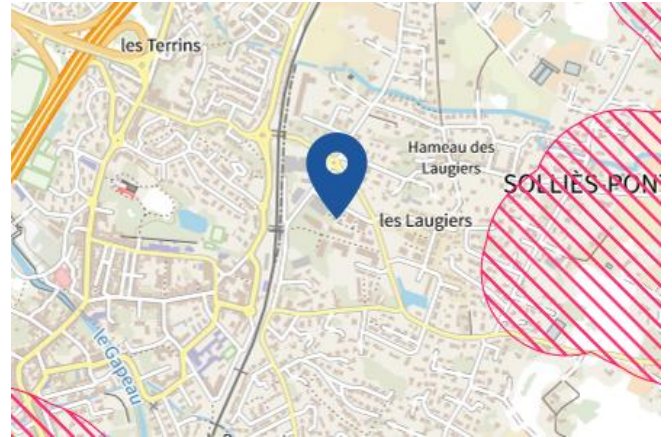 les Terrins
Hameau des
Laugiers
SOLLIÈS-PONT
les Laugiers
le Gapeau